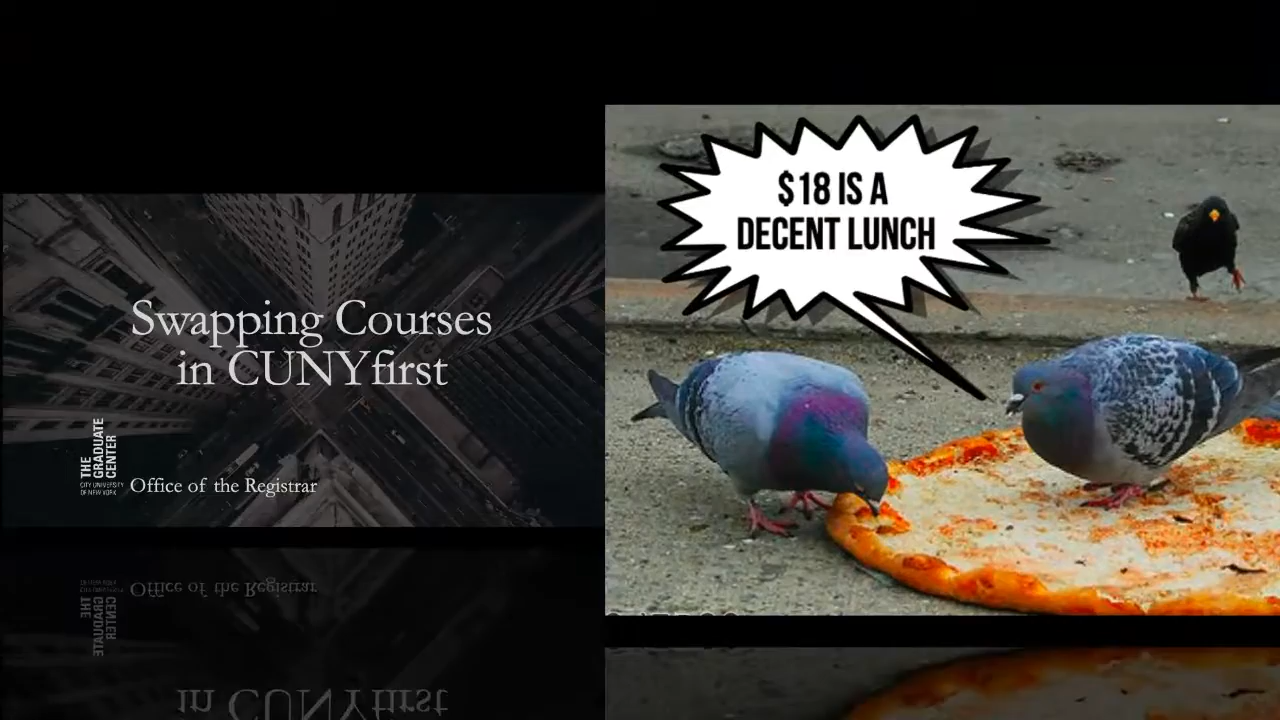 Swapping Courses
in CUNYfirst
THE
GRADUATE
CENTER
CITY UNIVERSITY
OF NEW YORK
Office of the Registrar
$18 IS A
DECENT LUNCH